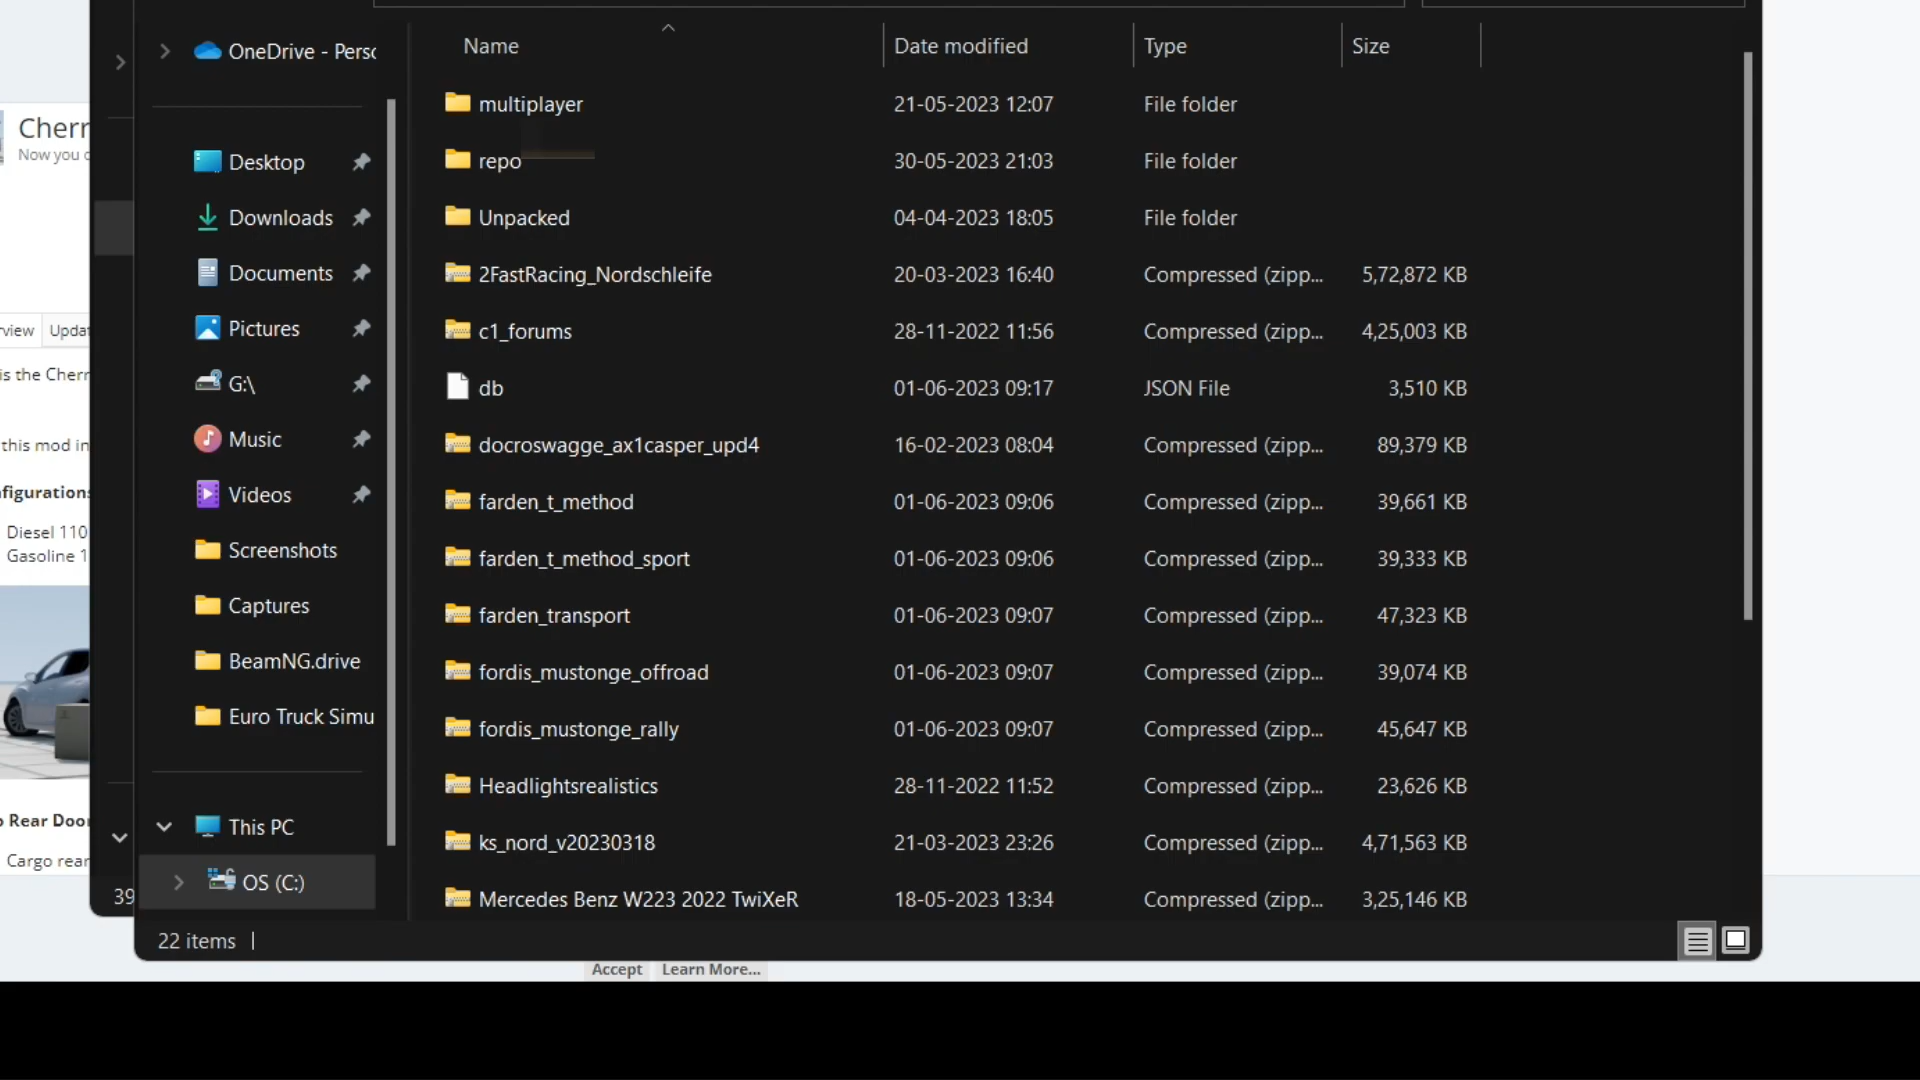 Name Date modified Type Size
OneDrive - Perso
multiplayer 21-05-2023 12:07 File folder
Cherr
Now you c
Desktop
repo 30-05-2023 21:03 File folder
Downloads
Unpacked 04-04-2023 18:05 File folder
Documents
2FastRacing_Nordschleife 20-03-2023 16:40 Compressed (zipp... 5,72,872 KB
rview Updat
Pictures
c1_forums 28-11-2022 11:56 Compressed (zipp... 4,25,003 KB
is the Cherr
G:\
db 01-06-2023 09:17 JSON File 3,510 KB
this mod in
Music
docroswagge_ax1casper_upd4 16-02-2023 08:04 Compressed (zipp... 89,379 KB
figurations
Videos
farden_t_method 01-06-2023 09:06 Compressed (zipp... 39,661 KB
Diesel 110
Gasoline 1
Screenshots
farden_t_method_sport 01-06-2023 09:06 Compressed (zipp... 39,333 KB
Captures
farden_transport 01-06-2023 09:07 Compressed (zipp... 47,323 KB
BeamNG.drive
fordis_mustonge_offroad 01-06-2023 09:07 Compressed (zipp... 39,074 KB
Euro Truck Simu
fordis_mustonge_rally 01-06-2023 09:07 Compressed (zipp... 45,647 KB
Headlightsrealistics 28-11-2022 11:52 Compressed (zipp... 23,626 KB
o Rear Door
This PC
ks_nord_v20230318 21-03-2023 23:26 Compressed (zipp... 4,71,563 KB
Cargo rear
OS (C:)
39
Mercedes Benz W223 2022 TwiXeR 18-05-2023 13:34 Compressed (zipp... 3,25,146 KB
22 items
Accept Learn More...